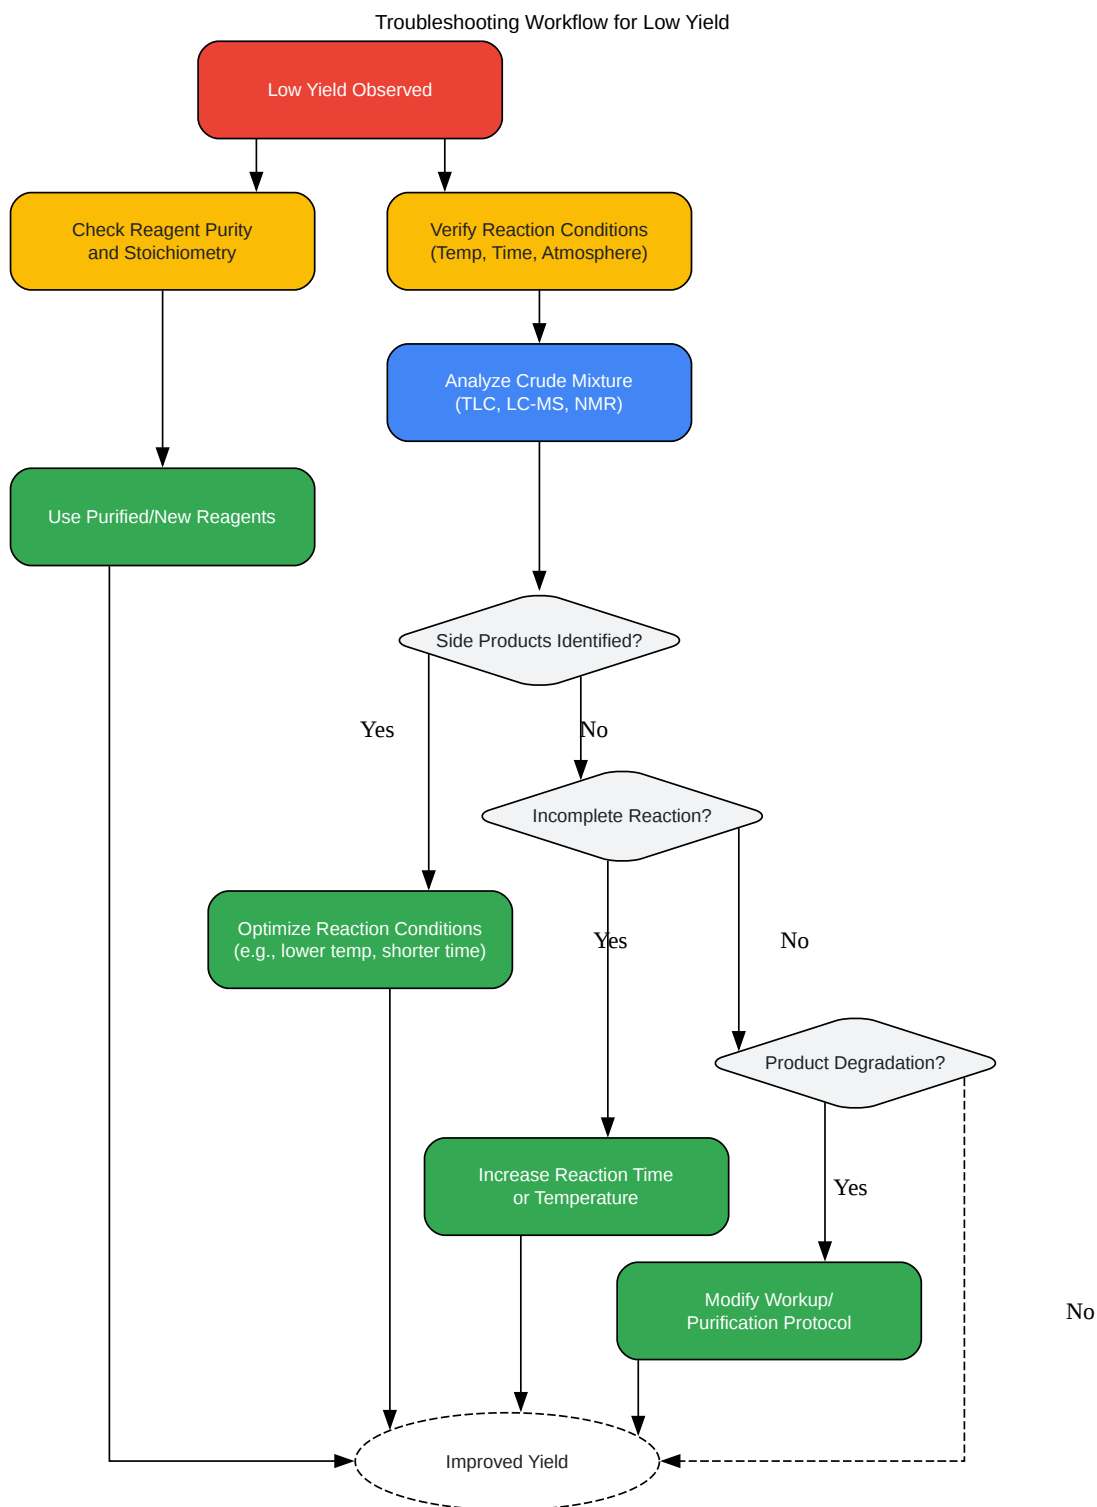 Troubleshooting Workflow for Low Yield
Low Yield Observed
Check Reagent Purity
and Stoichiometry
Verify Reaction Conditions
(Temp, Time, Atmosphere)
Analyze Crude Mixture
(TLC, LC-MS, NMR)
Use Purified/New Reagents
Side Products Identified?
Yes
No
Incomplete Reaction?
Optimize Reaction Conditions
(e.g., lower temp, shorter time)
Yes
No
Product Degradation?
Increase Reaction Time
or Temperature
Yes
Modify Workup/
Purification Protocol
No
Improved Yield